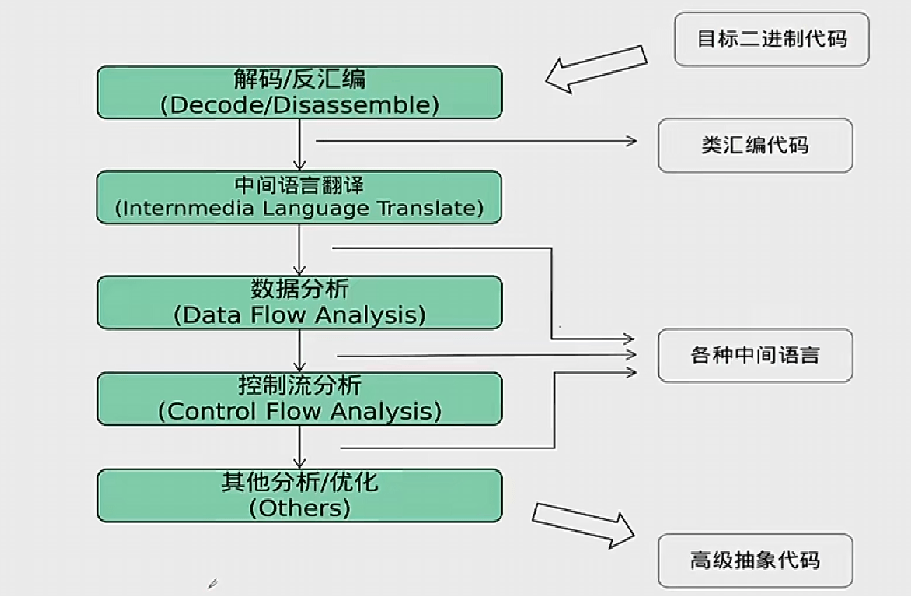 目标二进制代码
解码/反汇编
(Decode/Disassemble)
类汇编代码
中间语言翻译
(Internmedia Language Translate)
数据分析
(Data Flow Analysis)
各种中间语言
控制流分析
(Control Flow Analysis)
其他分析/优化
(Others)
高级抽象代码